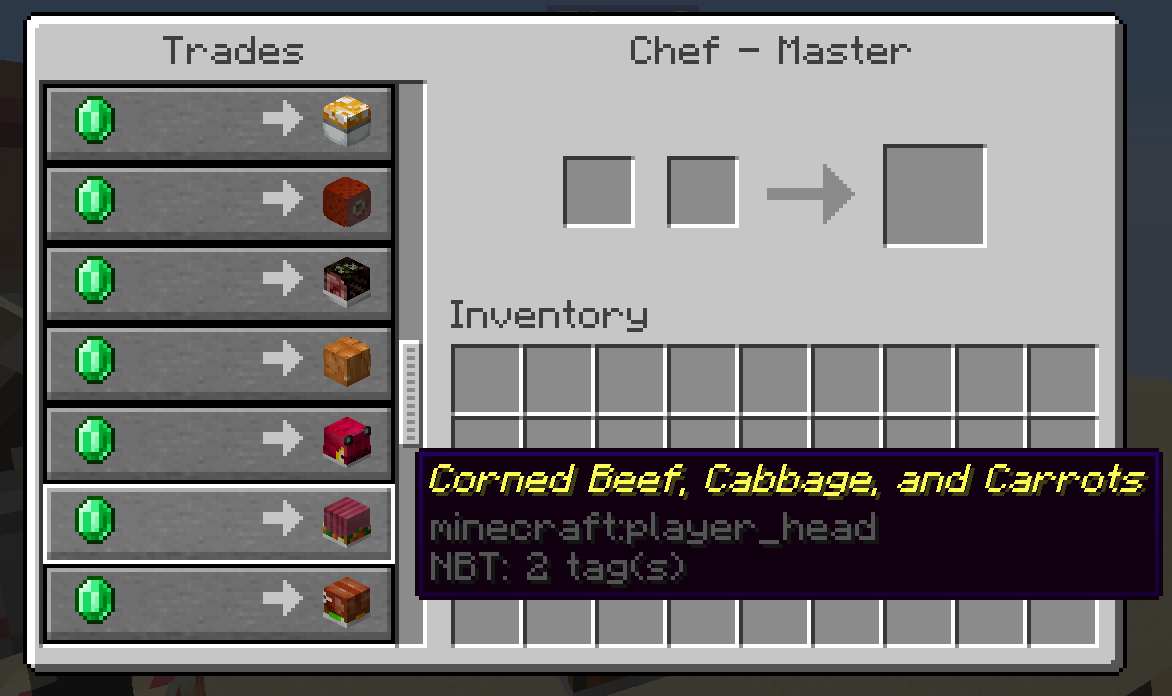 Trades
Chef - Master
Inventory
Corned Beef, Cabbage, and Carrots
minecraft:player_head
NBT: 2 tag(s)